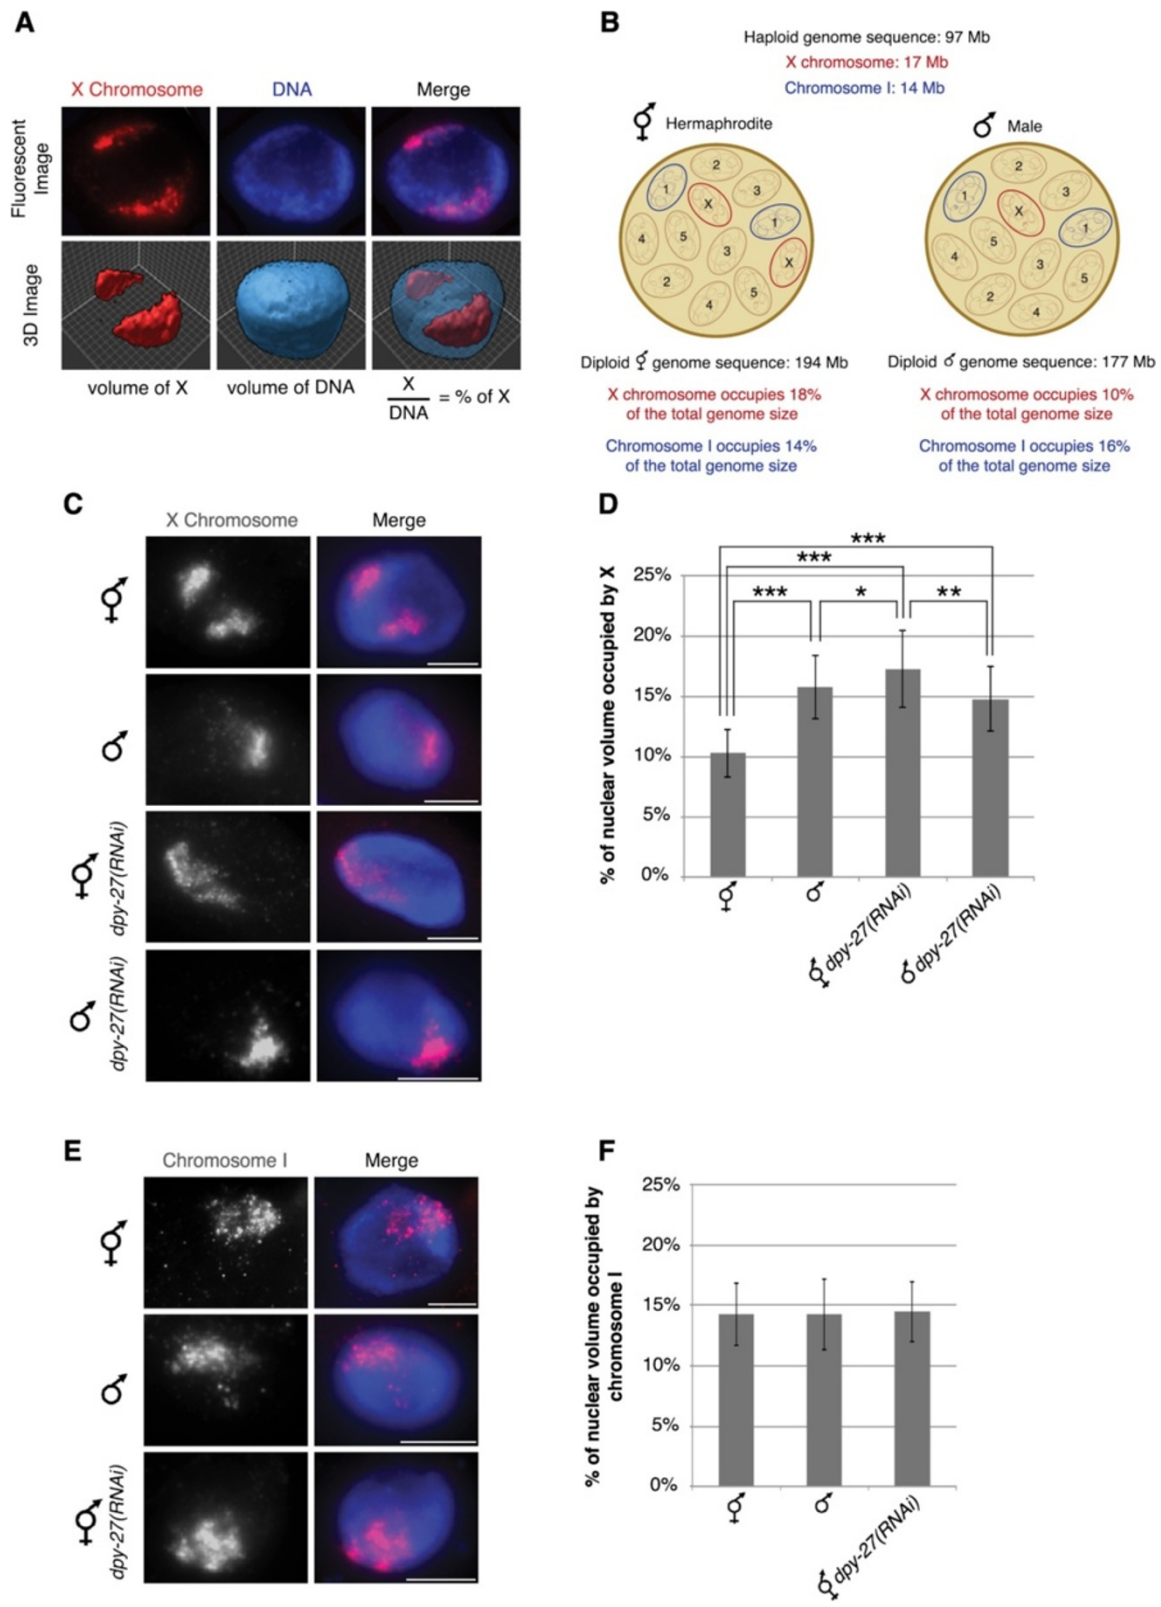 A
X Chromosome
DNA
Merge
Fluorescent
Image
3D Image
volume of X
volume of DNA
X
DNA
= % of X
B
Haploid genome sequence: 97 Mb
X chromosome: 17 Mb
Chromosome I: 14 Mb
⚥ Hermaphrodite
♂ Male
2
1
3
X
1
4
5
3
X
2
5
4
2
1
3
X
1
5
4
3
5
2
4
Diploid ⚥ genome sequence: 194 Mb
X chromosome occupies 18%
of the total genome size
Chromosome I occupies 14%
of the total genome size
Diploid ♂ genome sequence: 177 Mb
X chromosome occupies 10%
of the total genome size
Chromosome I occupies 16%
of the total genome size
C
X Chromosome
Merge
⚥
♂
⚥ dpy-27(RNAi)
♂ dpy-27(RNAi)
D
% of nuclear volume occupied by X
***
***
***
*
**
25%
20%
15%
10%
5%
0%
⚥
♂
⚥ dpy-27(RNAi)
♂ dpy-27(RNAi)
E
Chromosome I
Merge
⚥
♂
⚥ dpy-27(RNAi)
F
% of nuclear volume occupied by
chromosome I
25%
20%
15%
10%
5%
0%
⚥
♂
⚥ dpy-27(RNAi)